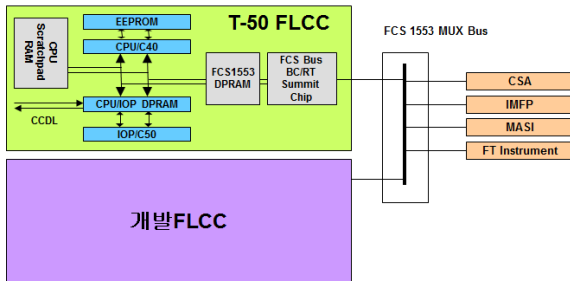 T-50 FLCC
EEPROM
CPU/C40
CPU
Scratchpad
RAM
FCS1553
DPRAM
FCS Bus
BC/RT
Summit
Chip
CPU/IOP DPRAM
CCDL
IOP/C50
FCS 1553 MUX Bus
CSA
IMFP
MASI
FT Instrument
개발FLCC